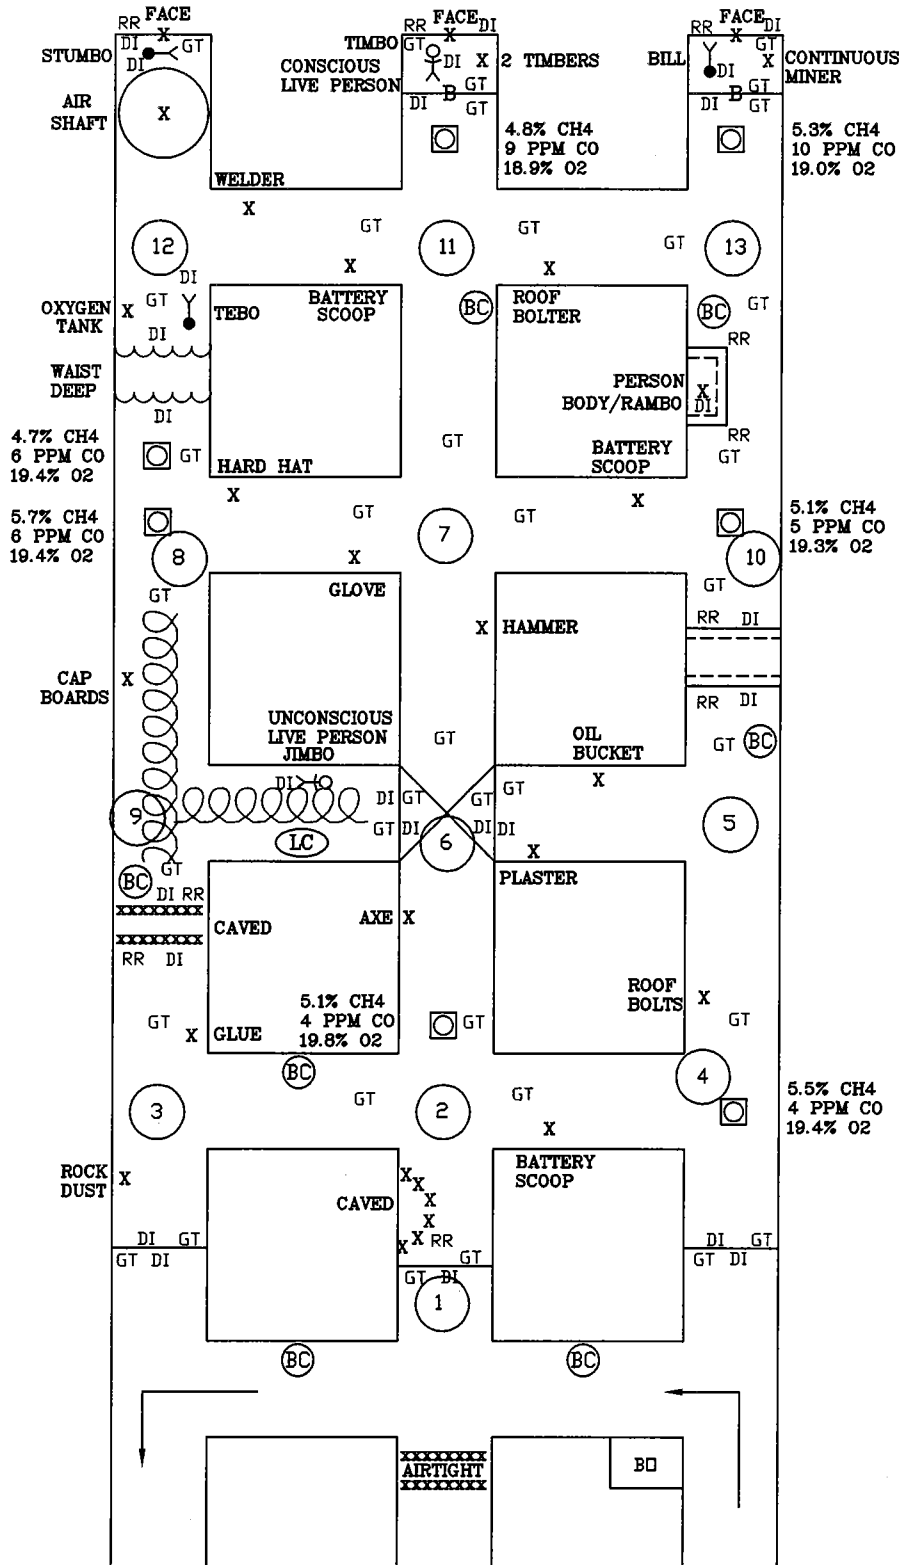 RR FACE
DI GT
STUMBO
DI
AIR
SHAFT
X
RR FACE DI
TIMBO GT
CONSCIOUS
LIVE PERSON
DI X 2 TIMBERS
GT
DI B GT
4.8% CH4
9 PPM CO
18.9% O2
RR FACE DI
GT
BILL X CONTINUOUS
MINER
DI
GT
DI B GT
5.3% CH4
10 PPM CO
19.0% O2
WELDER
X
GT GT GT
12 11 13
X X
DI
GT
OXYGEN
TANK
X
TEBO
BATTERY
SCOOP
BC
ROOF
BOLTER
BC GT
DI
RR
WAIST
DEEP
PERSON
BODY/RAMBO
X
DI
DI
RR
4.7% CH4
6 PPM CO
19.4% O2
GT
GT
BATTERY
SCOOP
GT
HARD HAT
X X
5.7% CH4
6 PPM CO
19.4% O2
GT GT
5.1% CH4
5 PPM CO
19.3% O2
8 7 10
X
GT
GLOVE
GT
X HAMMER
RR DI
CAP
BOARDS
X
RR DI
UNCONSCIOUS
LIVE PERSON
JIMBO
GT
OIL
BUCKET
GT BC
DI
X
DI GT GT GT
9 GT DI DI DI 5
LC 6
X
GT
BC
PLASTER
DI RR
XXXXXXXX
CAVED
AXE X
XXXXXXXX
RR DI
ROOF
BOLTS
X
5.1% CH4
4 PPM CO
19.8% O2
GT X GLUE GT GT
BC
4
5.5% CH4
4 PPM CO
19.4% O2
GT GT
3 2
X
ROCK
DUST
X
BATTERY
SCOOP
CAVED
X
X
X
X
X
X
RR
DI GT DI GT
GT DI GT DI GT DI
1
BC BC
XXXXXXXX
AIRTIGHT
XXXXXXXX
BO